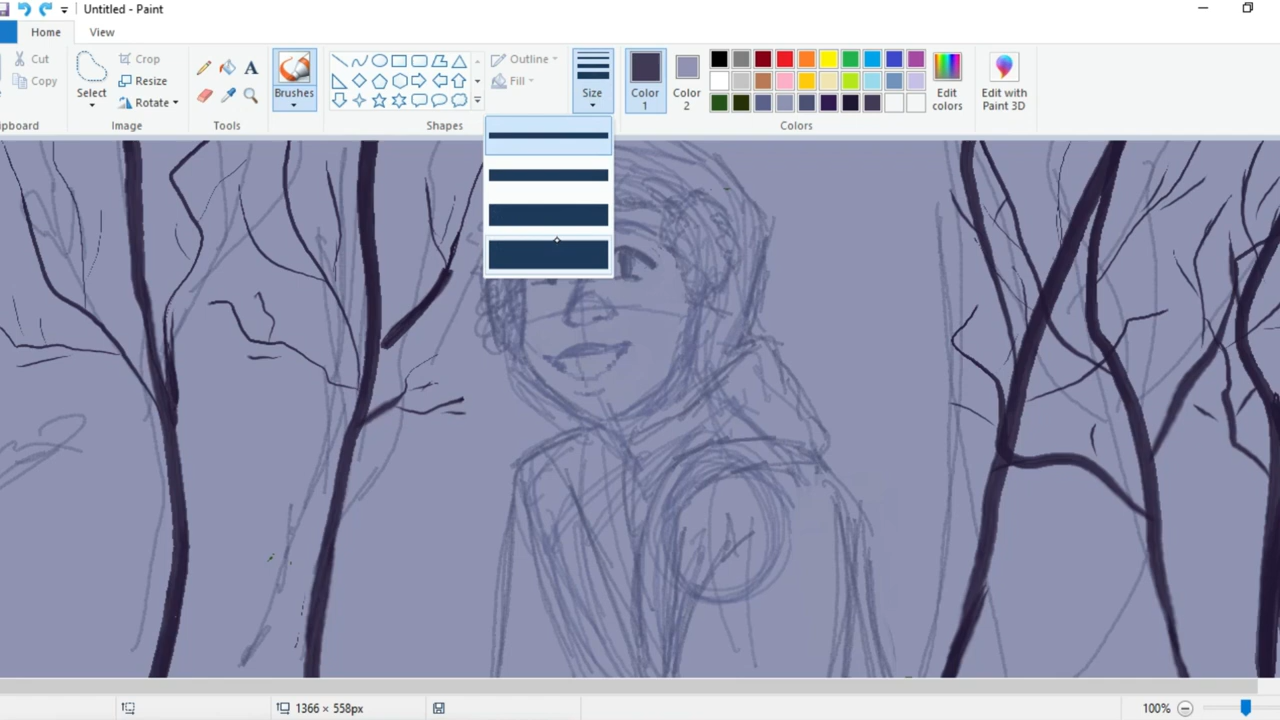 Untitled - Paint
Home
View
Cut
Copy
Select
Crop
Resize
Rotate
A
Brushes
Outline
Fill
Size
Color 1
Color 2
Edit colors
Edit with Paint 3D
ipboard
Image
Tools
Shapes
Colors
1366 × 558px
100%